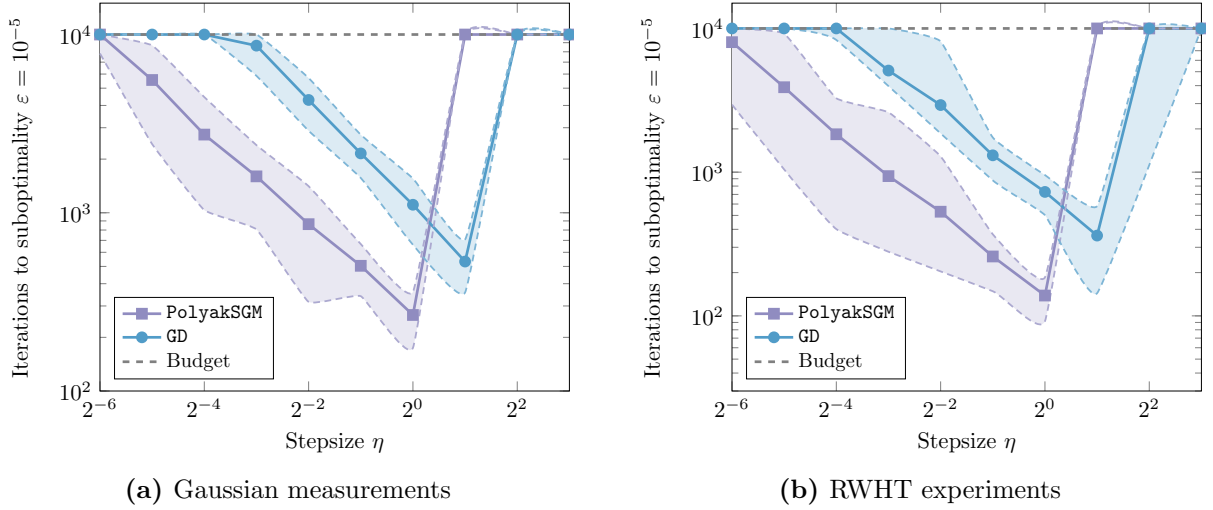 10^4
10^3
10^2
Iterations to suboptimality ε = 10^{-5}
PolyakSGM
GD
Budget
2^{-6} 2^{-4} 2^{-2} 2^0 2^2
Stepsize η
(a) Gaussian measurements
10^4
10^3
10^2
Iterations to suboptimality ε = 10^{-5}
PolyakSGM
GD
Budget
2^{-6} 2^{-4} 2^{-2} 2^0 2^2
Stepsize η
(b) RWHT experiments